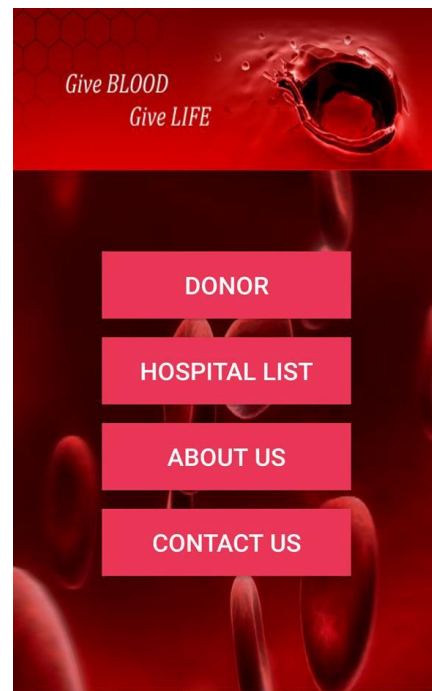 Give BLOOD
Give LIFE
DONOR
HOSPITAL LIST
ABOUT US
CONTACT US